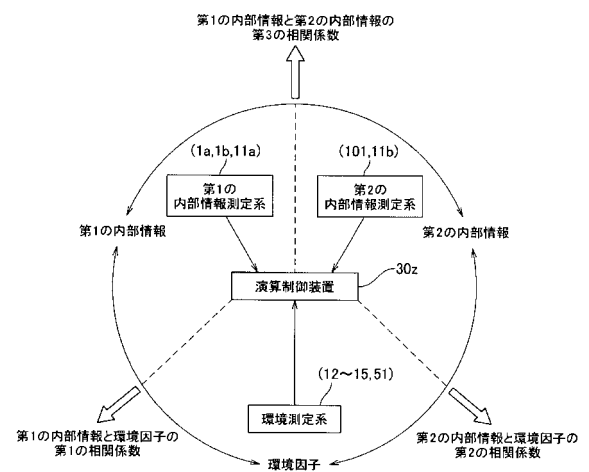 第1の内部情報と第2の内部情報の
第3の相関係数
(1a,1b,11a)
(101,11b)
第1の
内部情報測定系
第2の
内部情報測定系
第1の内部情報
第2の内部情報
30z
演算制御装置
(12～15,51)
環境測定系
第1の内部情報と環境因子の
第1の相関係数
第2の内部情報と環境因子の
第2の相関係数
環境因子